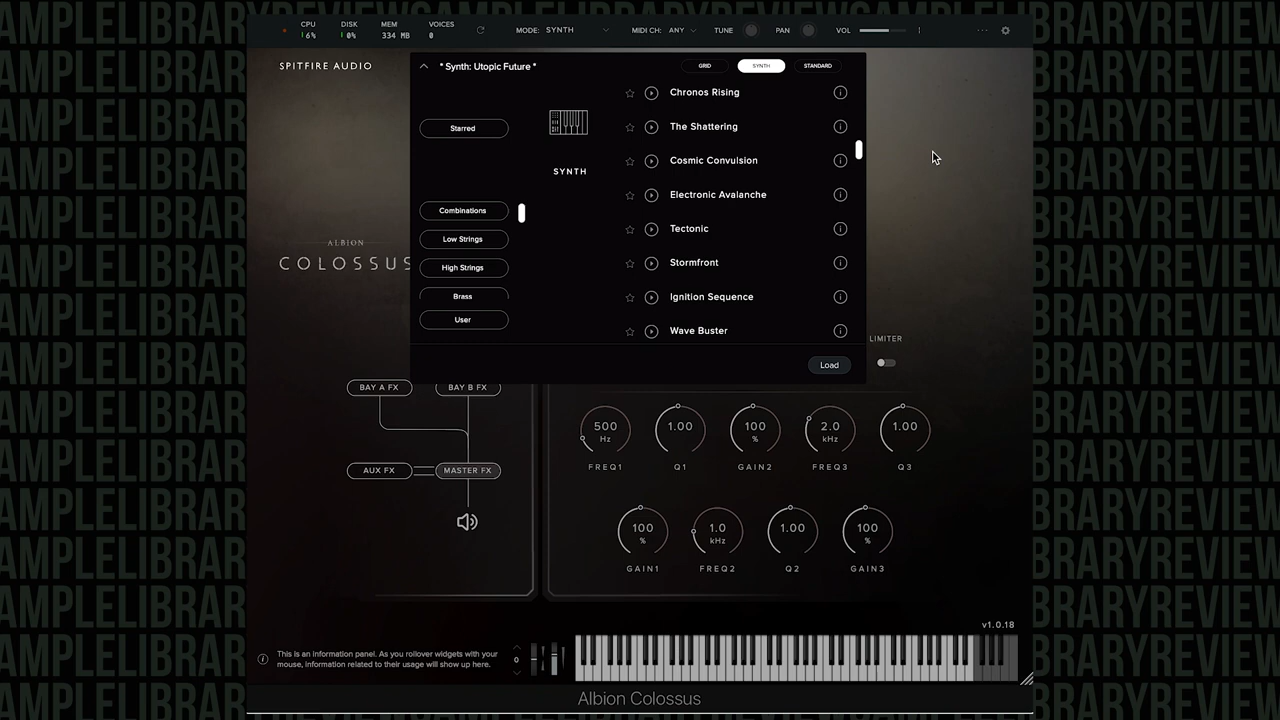 CPU
6%
DISK
0%
MEM
334 MB
VOICES
0
MODE: SYNTH
MIDI CH: ANY
TUNE
PAN
VOL
SPITFIRE AUDIO
* Synth: Utopic Future *
GRID
SYNTH
STANDARD
Starred
SYNTH
Combinations
Low Strings
High Strings
Brass
User
Chronos Rising
The Shattering
Cosmic Convulsion
Electronic Avalanche
Tectonic
Stormfront
Ignition Sequence
Wave Buster
Load
ALBION
COLOSSUS
LIMITER
BAY A FX
BAY B FX
AUX FX
MASTER FX
500
Hz
FREQ1
1.00
Q1
100
%
GAIN2
2.0
kHz
FREQ3
1.00
Q3
100
%
GAIN1
1.0
kHz
FREQ2
1.00
Q2
100
%
GAIN3
v1.0.18
This is an information panel. As you rollover widgets with your
mouse, information related to their usage will show up here.
0
Albion Colossus